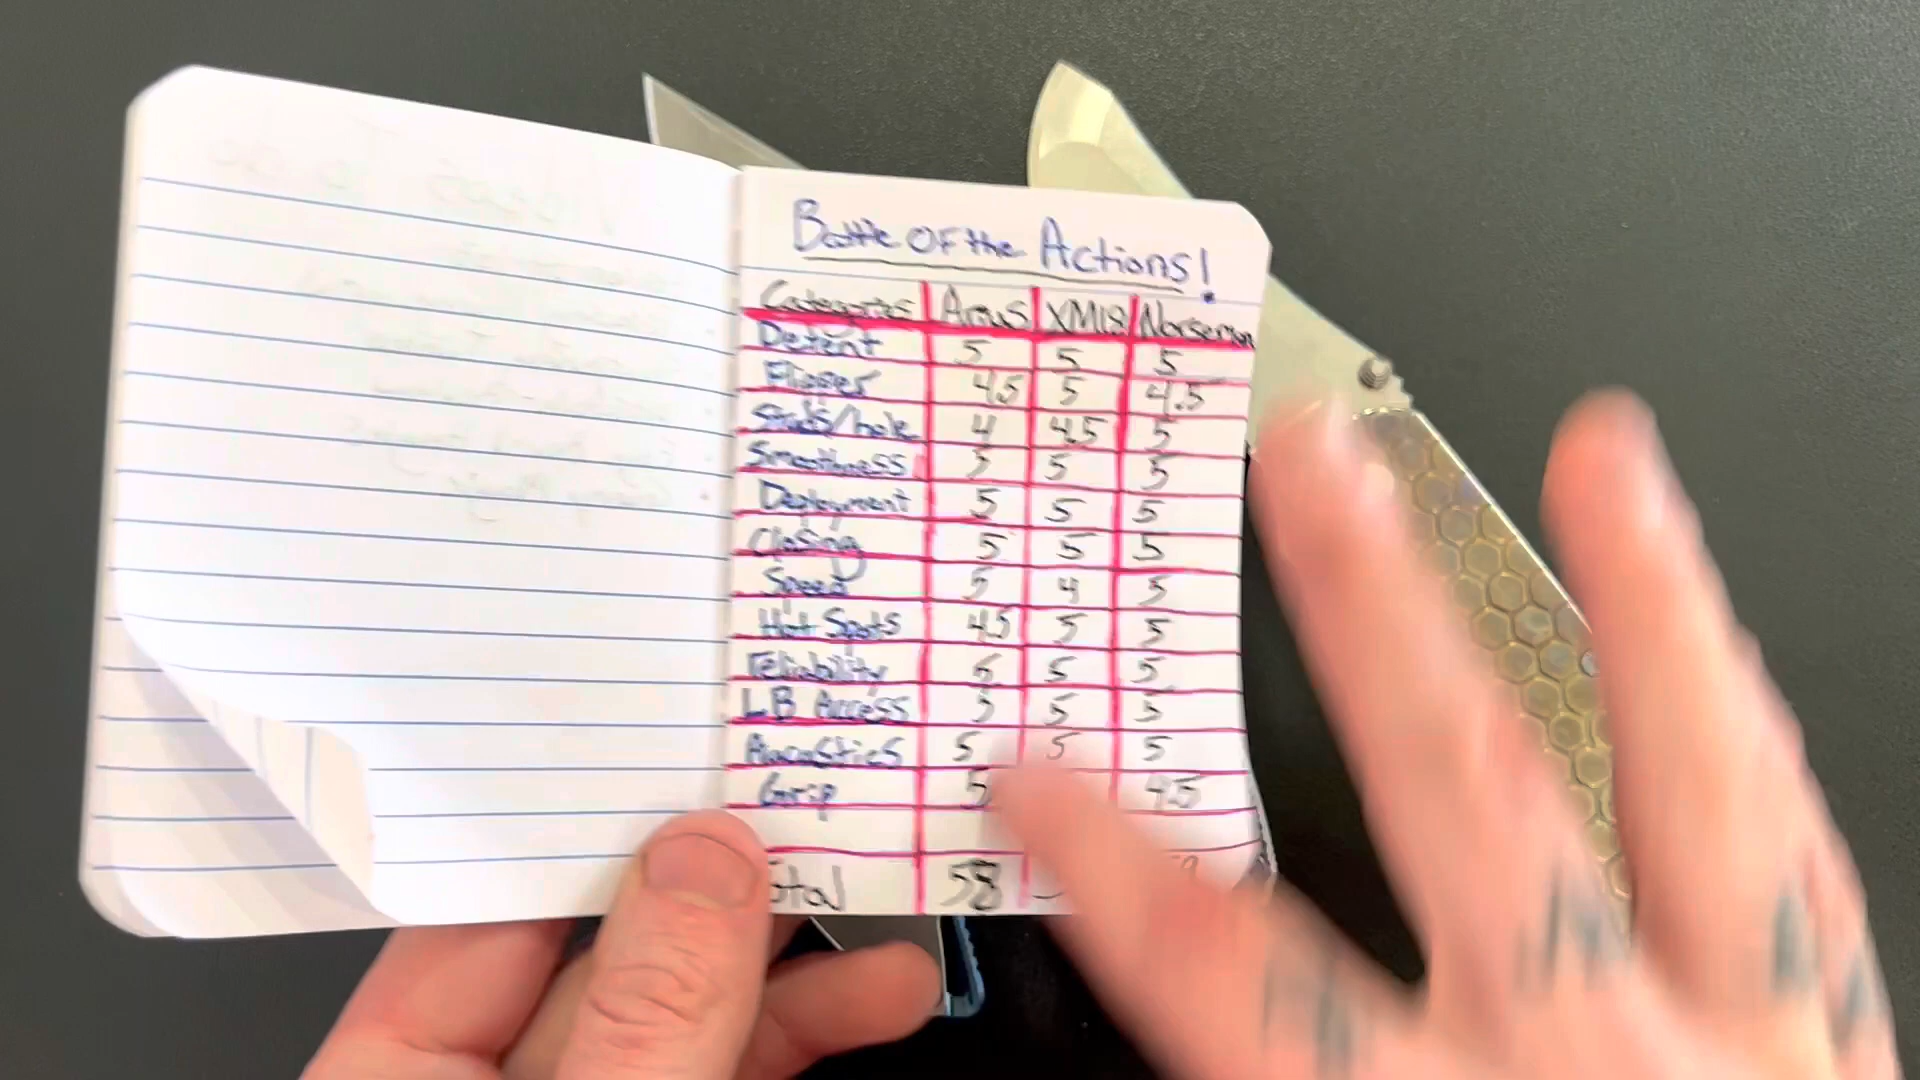 Battle OF the Actions!
Categories Argus XM18 Norseman
Detent 5 5 5
Flipper 4.5 5 4.5
Studs/hole 4 4.5 5
Smoothness 5 5 5
Deployment 5 5 5
Closing 5 5 5
Speed 5 4 5
Hot Spots 4.5 5 5
reliability 5 5 5
LB Access 5 5 5
Auccstics 5 5 5
Grip 5 4.5
otal 58